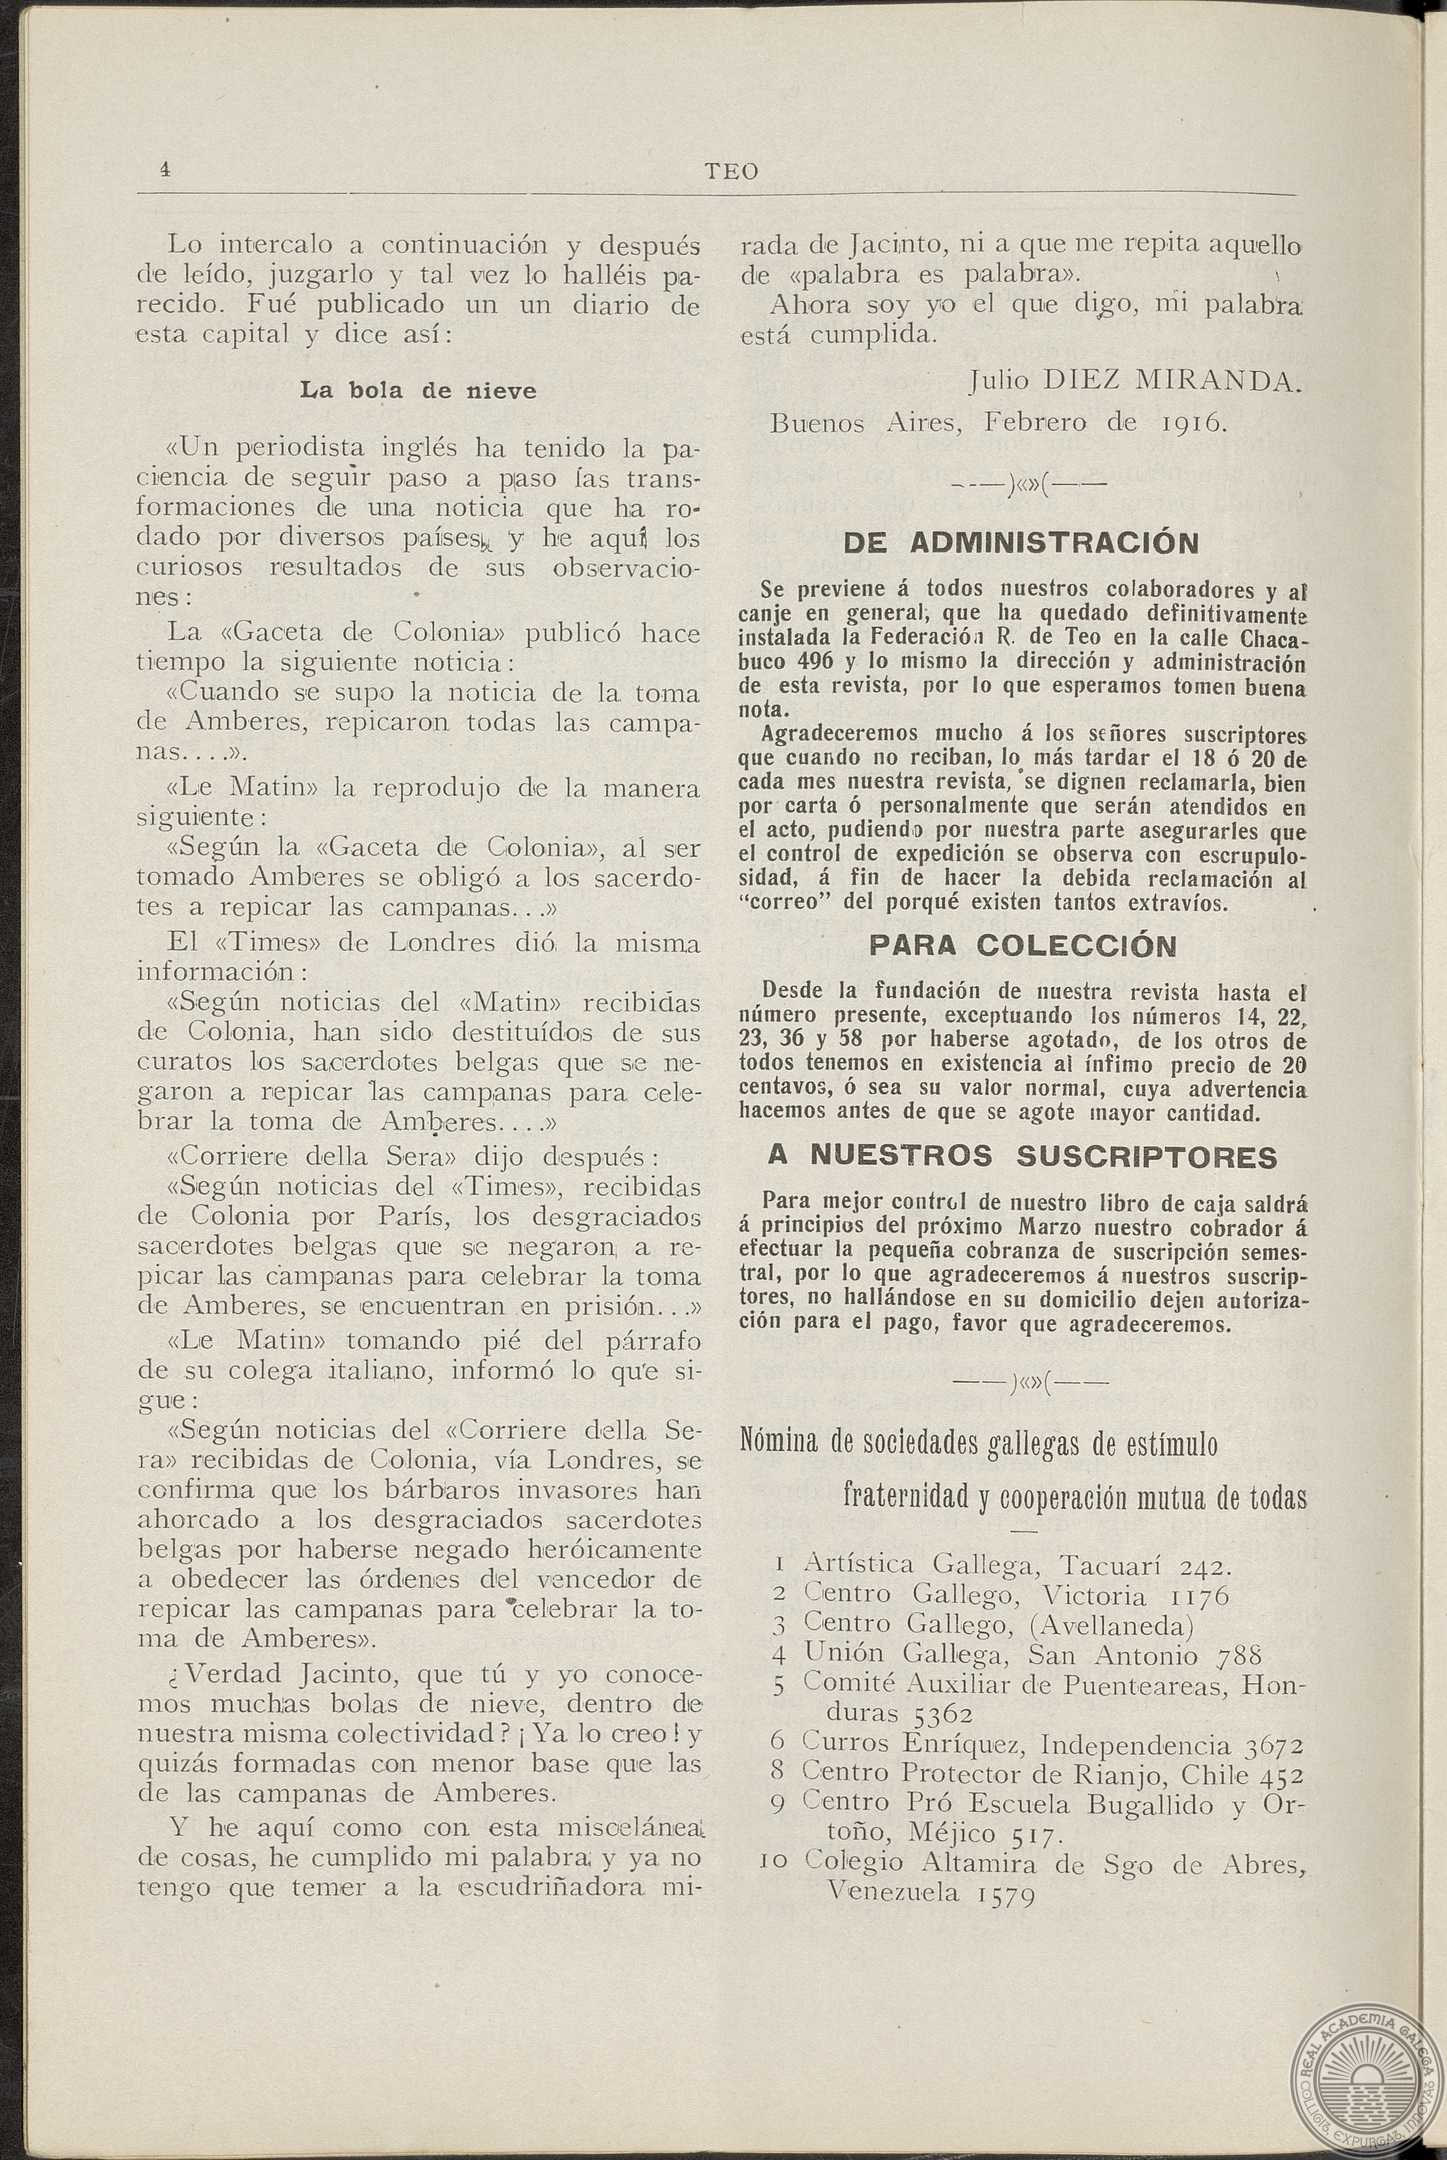 4
TEO
Lo intercalo a continuación y después
de leído, juzgarlo y tal vez lo halléis pa-
recido. Fué publicado un un diario de
esta capital y dice así:
La bola de nieve
«Un periodista inglés ha tenido la pa-
ciencia de seguir paso a paso las trans-
formaciones de una noticia que ha ro-
dado por diversos países, y he aquí los
curiosos resultados de sus observacio-
nes:
La «Gaceta de Colonia» publicó hace
tiempo la siguiente noticia:
«Cuando se supo la noticia de la toma
de Amberes, repicaron todas las campa-
nas....».
«Le Matin» la reprodujo de la manera
siguiente:
«Según la «Gaceta de Colonia», al ser
tomado Amberes se obligó a los sacerdo-
tes a repicar las campanas...»
El «Times» de Londres dió la misma
información:
«Según noticias del «Matin» recibidas
de Colonia, han sido destituídos de sus
curatos los sacerdotes belgas que se ne-
garon a repicar las campanas para cele-
brar la toma de Amberes....»
«Corriere della Sera» dijo después:
«Según noticias del «Times», recibidas
de Colonia por París, los desgraciados
sacerdotes belgas que se negaron a re-
picar las campanas para celebrar la toma
de Amberes, se encuentran en prisión...»
«Le Matin» tomando pié del párrafo
de su colega italiano, informó lo que si-
gue:
«Según noticias del «Corriere della Se-
ra» recibidas de Colonia, vía Londres, se
confirma que los bárbaros invasores han
ahorcado a los desgraciados sacerdotes
belgas por haberse negado heróicamente
a obedecer las órdenes del vencedor de
repicar las campanas para celebrar la to-
ma de Amberes».
¿Verdad Jacinto, que tú y yo conoce-
mos muchas bolas de nieve, dentro de
nuestra misma colectividad? ¡Ya lo creo! y
quizás formadas con menor base que las
de las campanas de Amberes.
Y he aquí como con esta miscelánea
de cosas, he cumplido mi palabra y ya no
tengo que temer a la escudriñadora mi-
rada de Jacinto, ni a que me repita aquello
de «palabra es palabra».
Ahora soy yo el que digo, mi palabra
está cumplida.
Julio DIEZ MIRANDA.
Buenos Aires, Febrero de 1916.
———)«»(——
DE ADMINISTRACIÓN
Se previene á todos nuestros colaboradores y al
canje en general, que ha quedado definitivamente
instalada la Federación R. de Teo en la calle Chaca-
buco 496 y lo mismo la dirección y administración
de esta revista, por lo que esperamos tomen buena
nota.
Agradeceremos mucho á los señores suscriptores
que cuando no reciban, lo más tardar el 18 ó 20 de
cada mes nuestra revista, se dignen reclamarla, bien
por carta ó personalmente que serán atendidos en
el acto, pudiendo por nuestra parte asegurarles que
el control de expedición se observa con escrupulo-
sidad, á fin de hacer la debida reclamación al
“correo” del porqué existen tantos extravíos.
PARA COLECCIÓN
Desde la fundación de nuestra revista hasta el
número presente, exceptuando los números 14, 22,
23, 36 y 58 por haberse agotado, de los otros de
todos tenemos en existencia al ínfimo precio de 20
centavos, ó sea su valor normal, cuya advertencia
hacemos antes de que se agote mayor cantidad.
A NUESTROS SUSCRIPTORES
Para mejor control de nuestro libro de caja saldrá
á principios del próximo Marzo nuestro cobrador á
efectuar la pequeña cobranza de suscripción semes-
tral, por lo que agradeceremos á nuestros suscrip-
tores, no hallándose en su domicilio dejen autoriza-
ción para el pago, favor que agradeceremos.
——)«»(——
Nómina de sociedades gallegas de estímulo
fraternidad y cooperación mutua de todas
1 Artística Gallega, Tacuarí 242.
2 Centro Gallego, Victoria 1176
3 Centro Gallego, (Avellaneda)
4 Unión Gallega, San Antonio 788
5 Comité Auxiliar de Puenteareas, Hon-
duras 5362
6 Curros Enríquez, Independencia 3672
8 Centro Protector de Rianjo, Chile 452
9 Centro Pró Escuela Bugallido y Or-
toño, Méjico 517.
10 Colegio Altamira de Sgo de Abres,
Venezuela 1579
REAL ACADEMIA GALEGA
COLLIGIT, EXPURGAT, INNOVAT